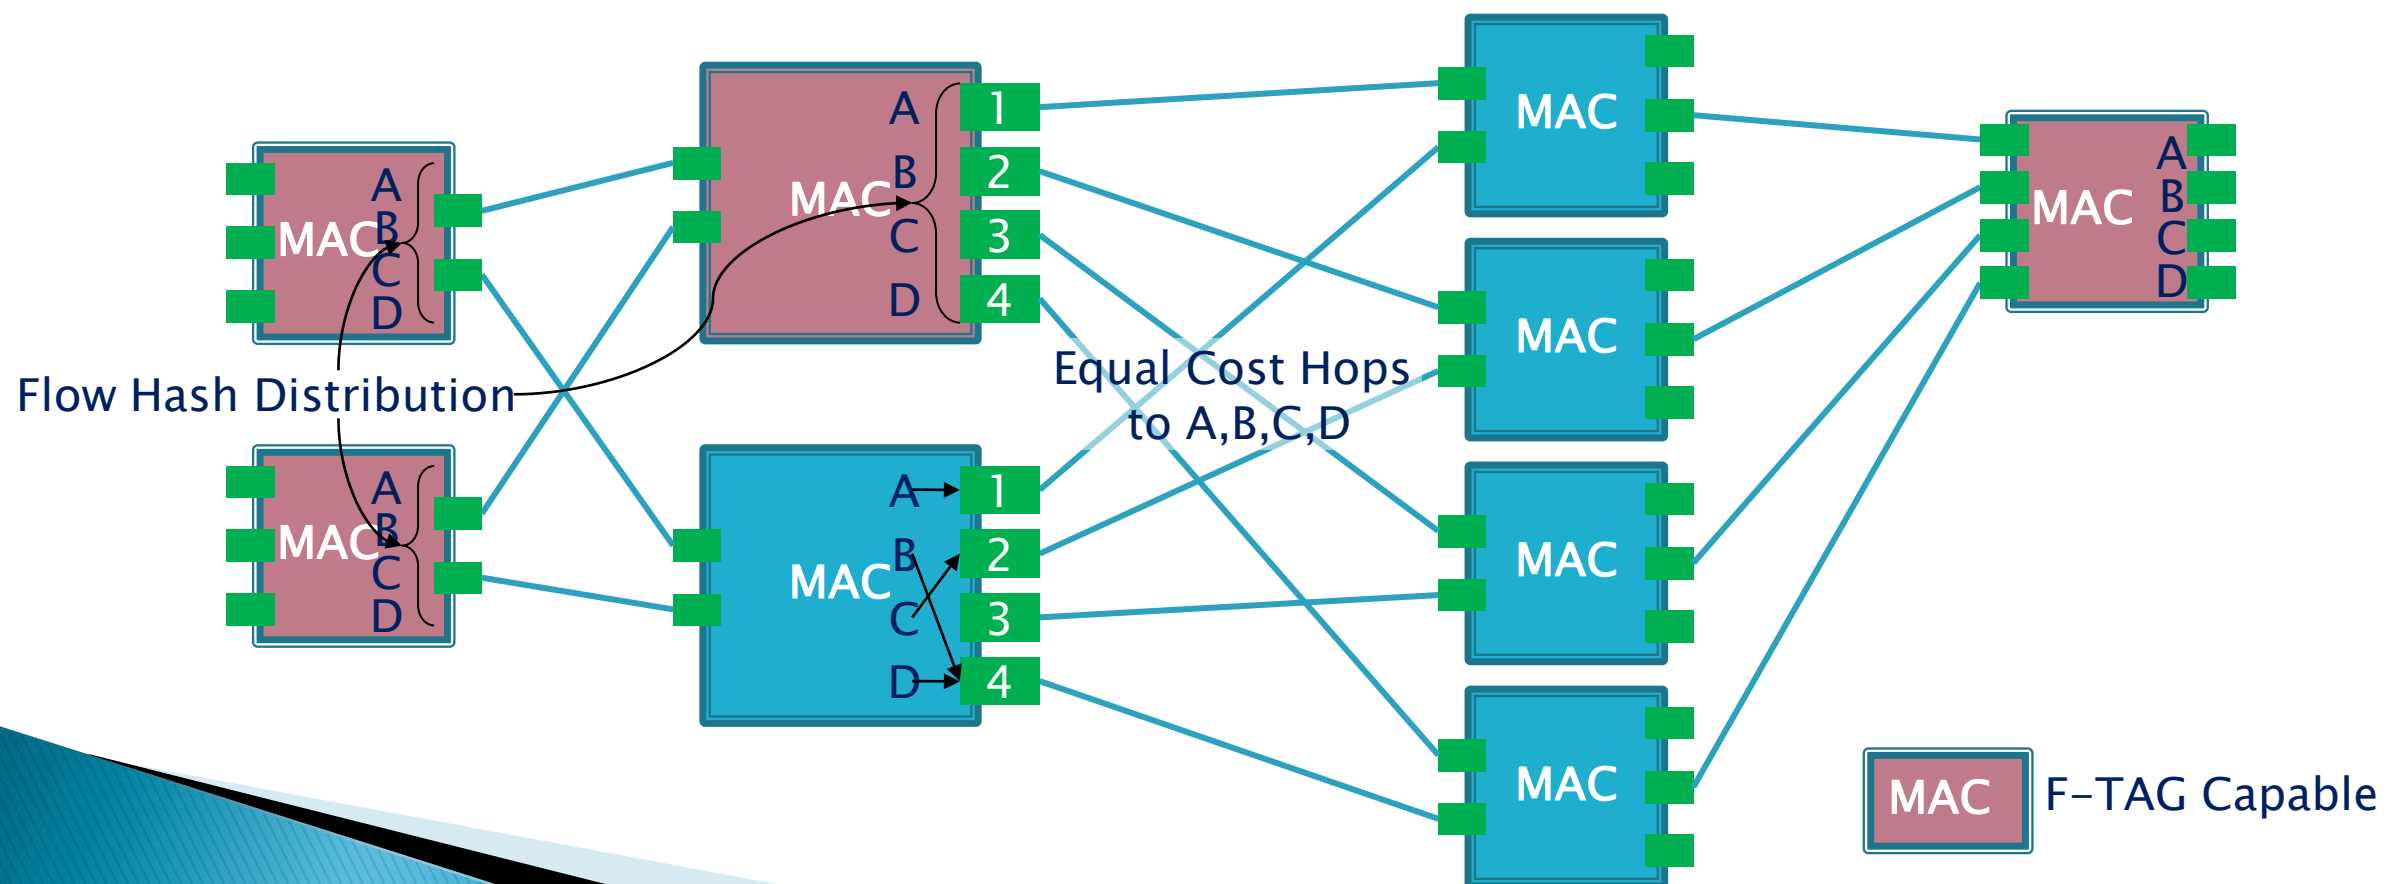 MAC
A
B
C
D
MAC
A
B
C
D
Flow Hash Distribution
MAC
A
B
C
D
1
2
3
4
MAC
A
B
C
D
1
2
3
4
Equal Cost Hops
to A,B,C,D
MAC
MAC
MAC
MAC
MAC
A
B
C
D
MAC
F-TAG Capable